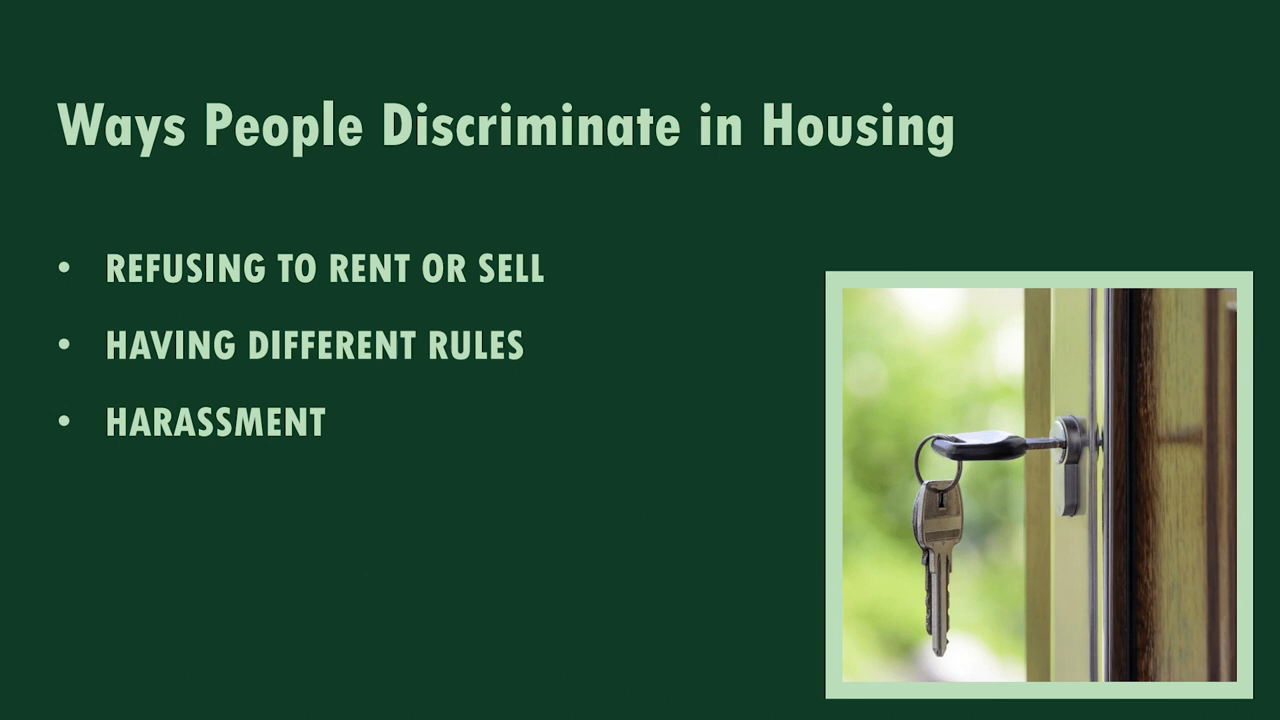 Ways People Discriminate in Housing
• REFUSING TO RENT OR SELL
• HAVING DIFFERENT RULES
• HARASSMENT